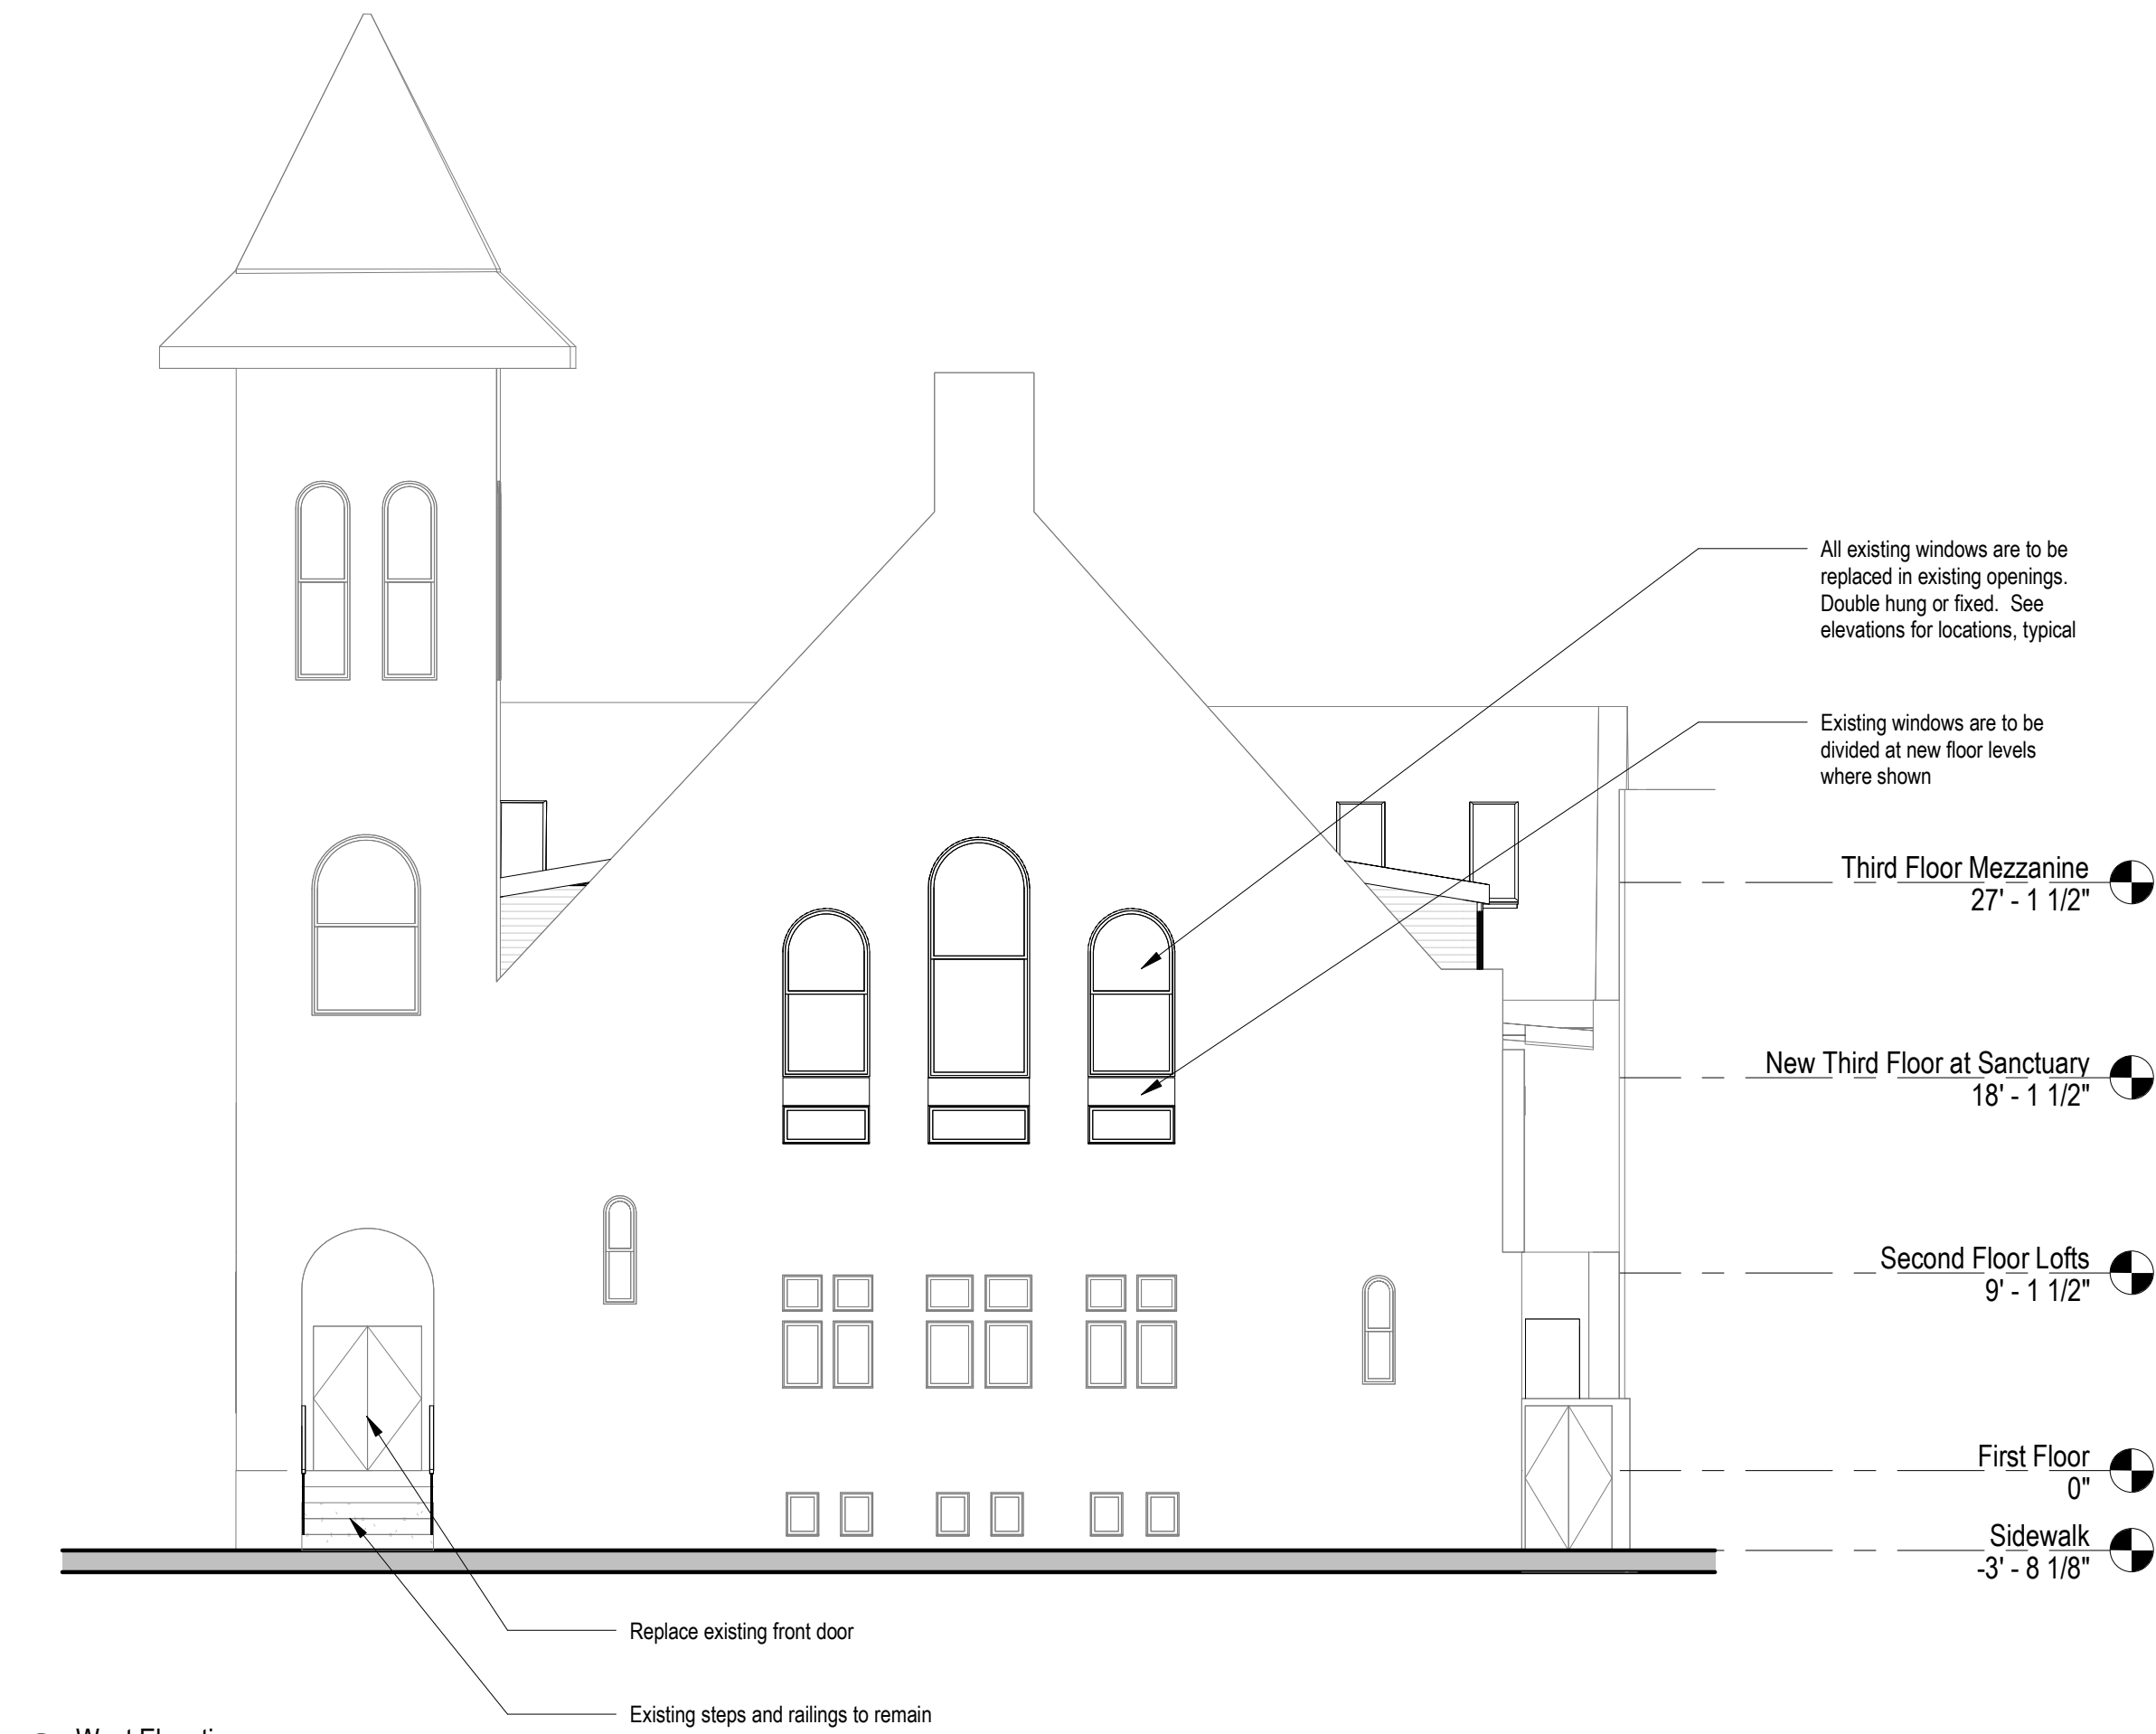 All existing windows are to be
replaced in existing openings.
Double hung or fixed.  See
elevations for locations, typical
Existing windows are to be
divided at new floor levels
where shown
Third Floor Mezzanine
27' - 1 1/2"
New Third Floor at Sanctuary
18' - 1 1/2"
Second Floor Lofts
9' - 1 1/2"
First Floor
0"
Sidewalk
-3' - 8 1/8"
Replace existing front door
Existing steps and railings to remain